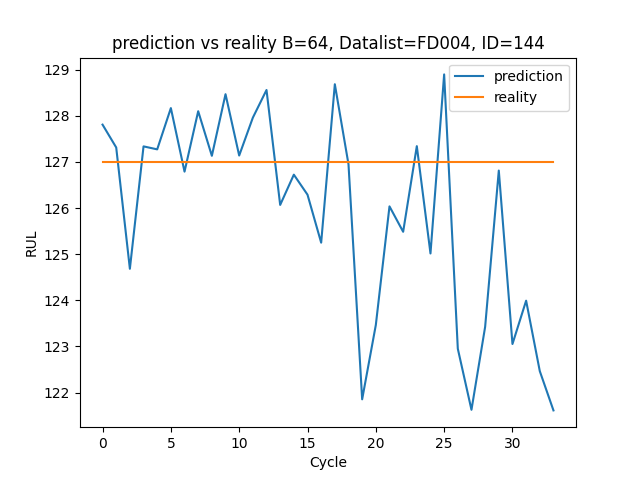 prediction vs reality B=64, Datalist=FD004, ID=144
prediction
reality
129
128
127
126
125
124
123
122
RUL
0 5 10 15 20 25 30
Cycle